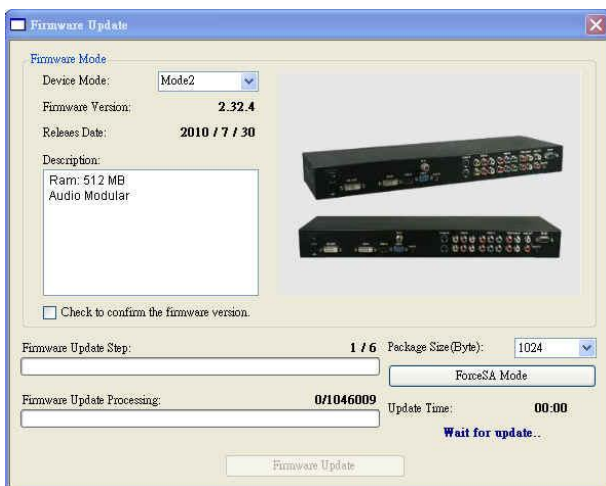 Firmware Update
Firmware Mode
Device Mode: Mode2
Firmware Version: 2.32.4
Releaes Date: 2010 / 7 / 30
Description:
Ram: 512 MB
Audio Modular
Check to confirm the firmware version.
Firmware Update Step: 1 / 6
Package Size(Byte): 1024
ForceSA Mode
Firmware Update Processing: 0/1046009
Update Time: 00:00
Wait for update..
Firmware Update